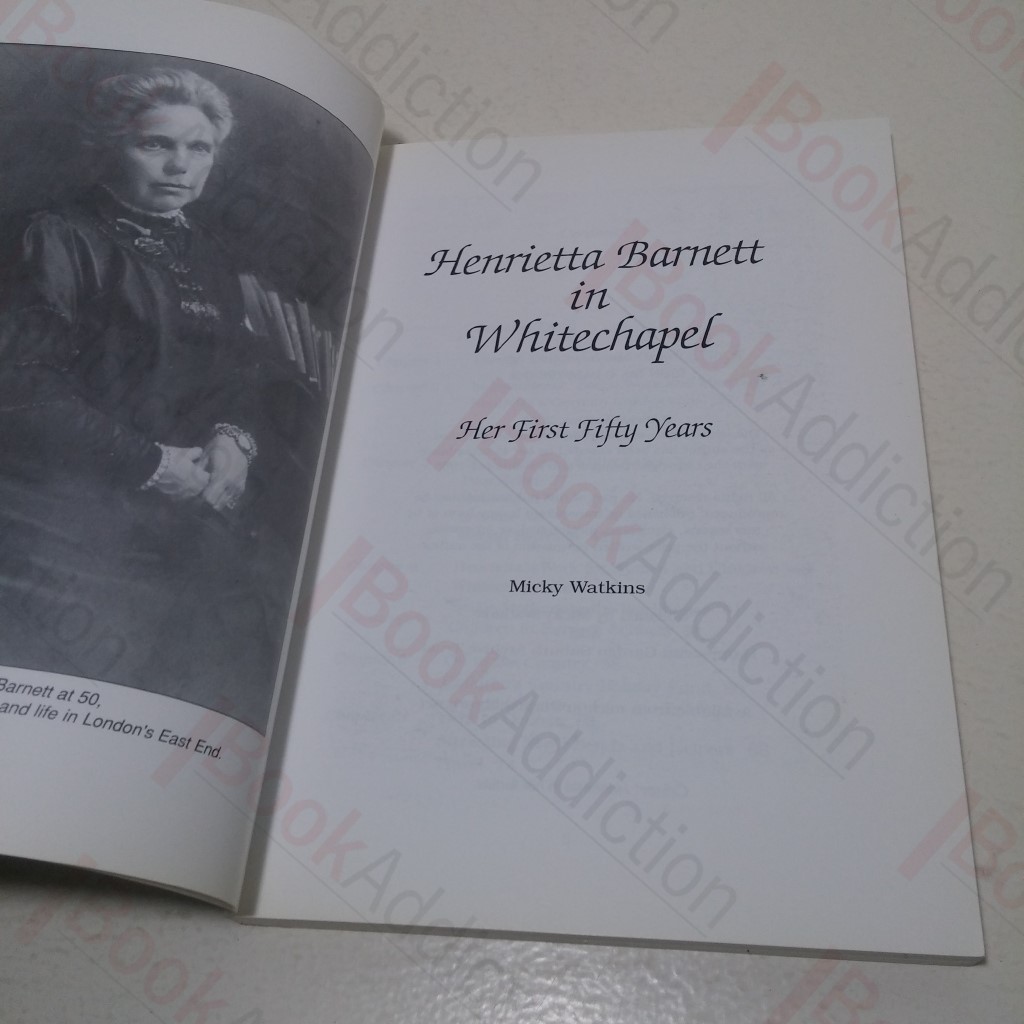 Barnett at 50,
and life in London's East End.
Henrietta Barnett
in
Whitechapel
Her First Fifty Years
Micky Watkins
BookAddiction